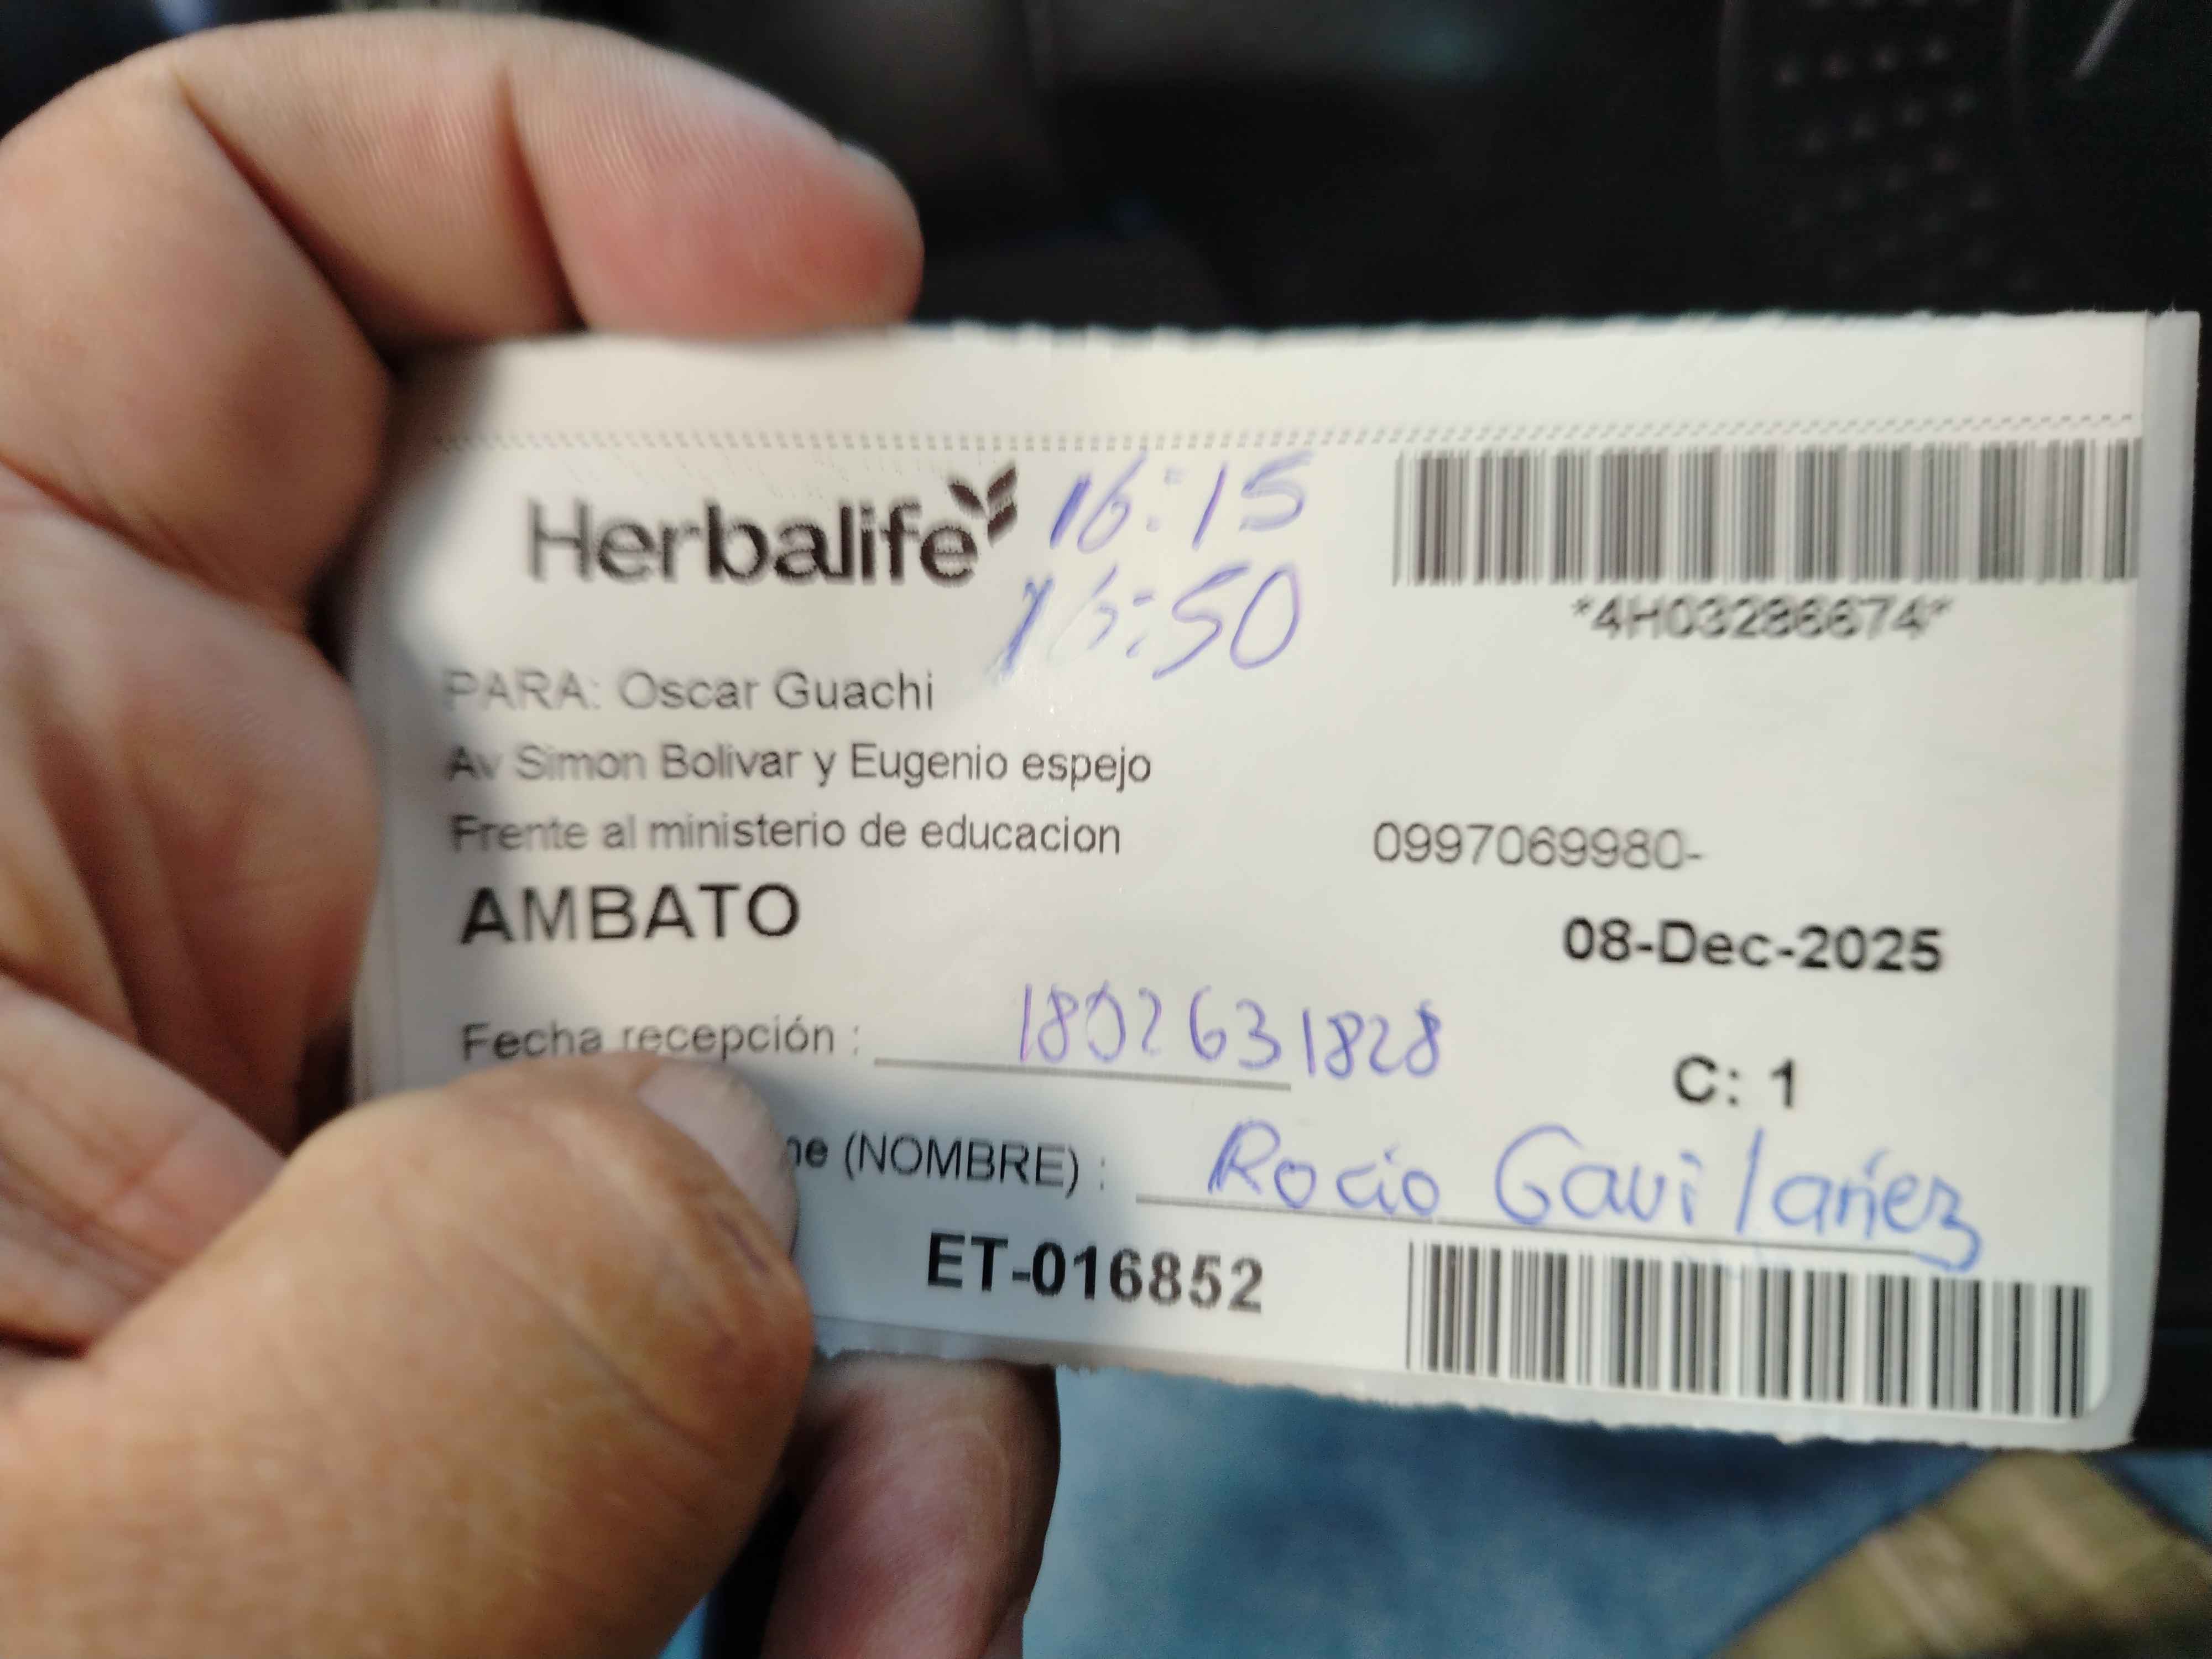 Herbalife
16:15
16:50
*4H03286674*
PARA: Oscar Guachi
Av Simon Bolivar y Eugenio espejo
Frente al ministerio de educacion
0997069980-
AMBATO
08-Dec-2025
Fecha recepción : 1802631828
C: 1
(NOMBRE) : Rocio Gavilañez
ET-016852